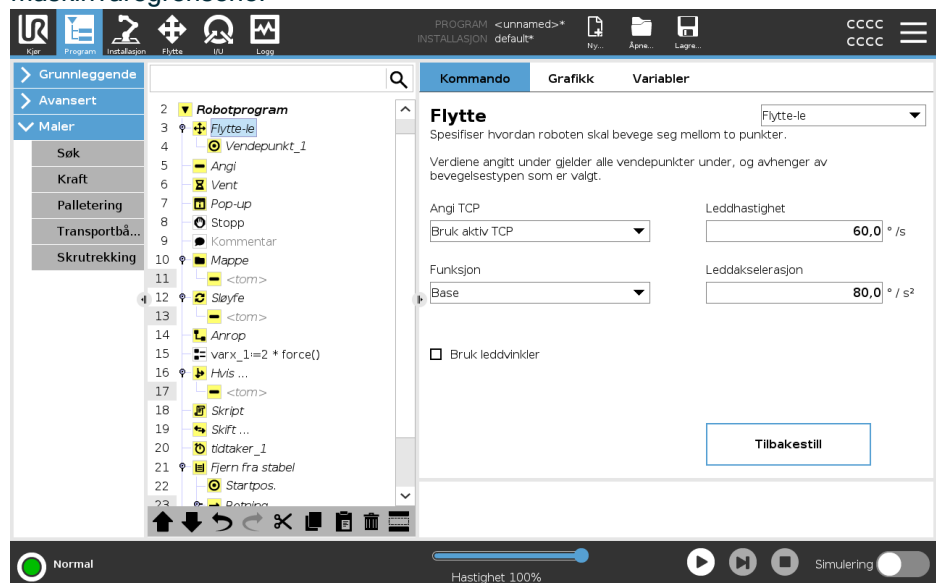 UR
Kjør
Program
Installasjon
Flytte
I/U
Logg
PROGRAM <unnamed>*
INSTALLASJON default*
Ny...
Åpne...
Lagre...
CCCC
CCCC
Grunnleggende
Avansert
Maler
Søk
Kraft
Palletering
Transportbå...
Skrutrekking
2 Robotprogram
3 Flytte-le
4 Vendepunkt_1
5 Angi
6 Vent
7 Pop-up
8 Stopp
9 Kommentar
10 Mappe
11 <tom>
12 Sløyfe
13 <tom>
14 Anrop
15 varx_1:=2 * force()
16 Hvis ...
17 <tom>
18 Skript
19 Skift ...
20 tidtaker_1
21 Fjern fra stabel
22 Startpos.
23 Retning
Kommando
Grafikk
Variabler
Flytte
Flytte-le
Spesifiser hvordan roboten skal bevege seg mellom to punkter.
Verdiene angitt under gjelder alle vendepunkter under, og avhenger av
bevegelsestypen som er valgt.
Angi TCP
Leddhastighet
Bruk aktiv TCP
60,0 ° /s
Funksjon
Leddakselerasjon
Base
80,0 ° / s²
Bruk leddvinkler
Tilbakestill
Normal
Hastighet 100%
Simulering